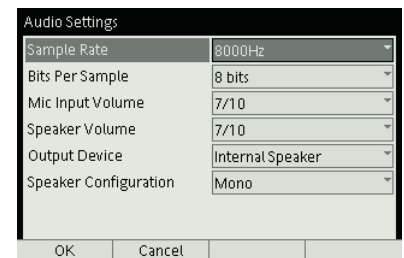 Audio Settings
Sample Rate 8000Hz
Bits Per Sample 8 bits
Mic Input Volume 7/10
Speaker Volume 7/10
Output Device Internal Speaker
Speaker Configuration Mono
OK Cancel